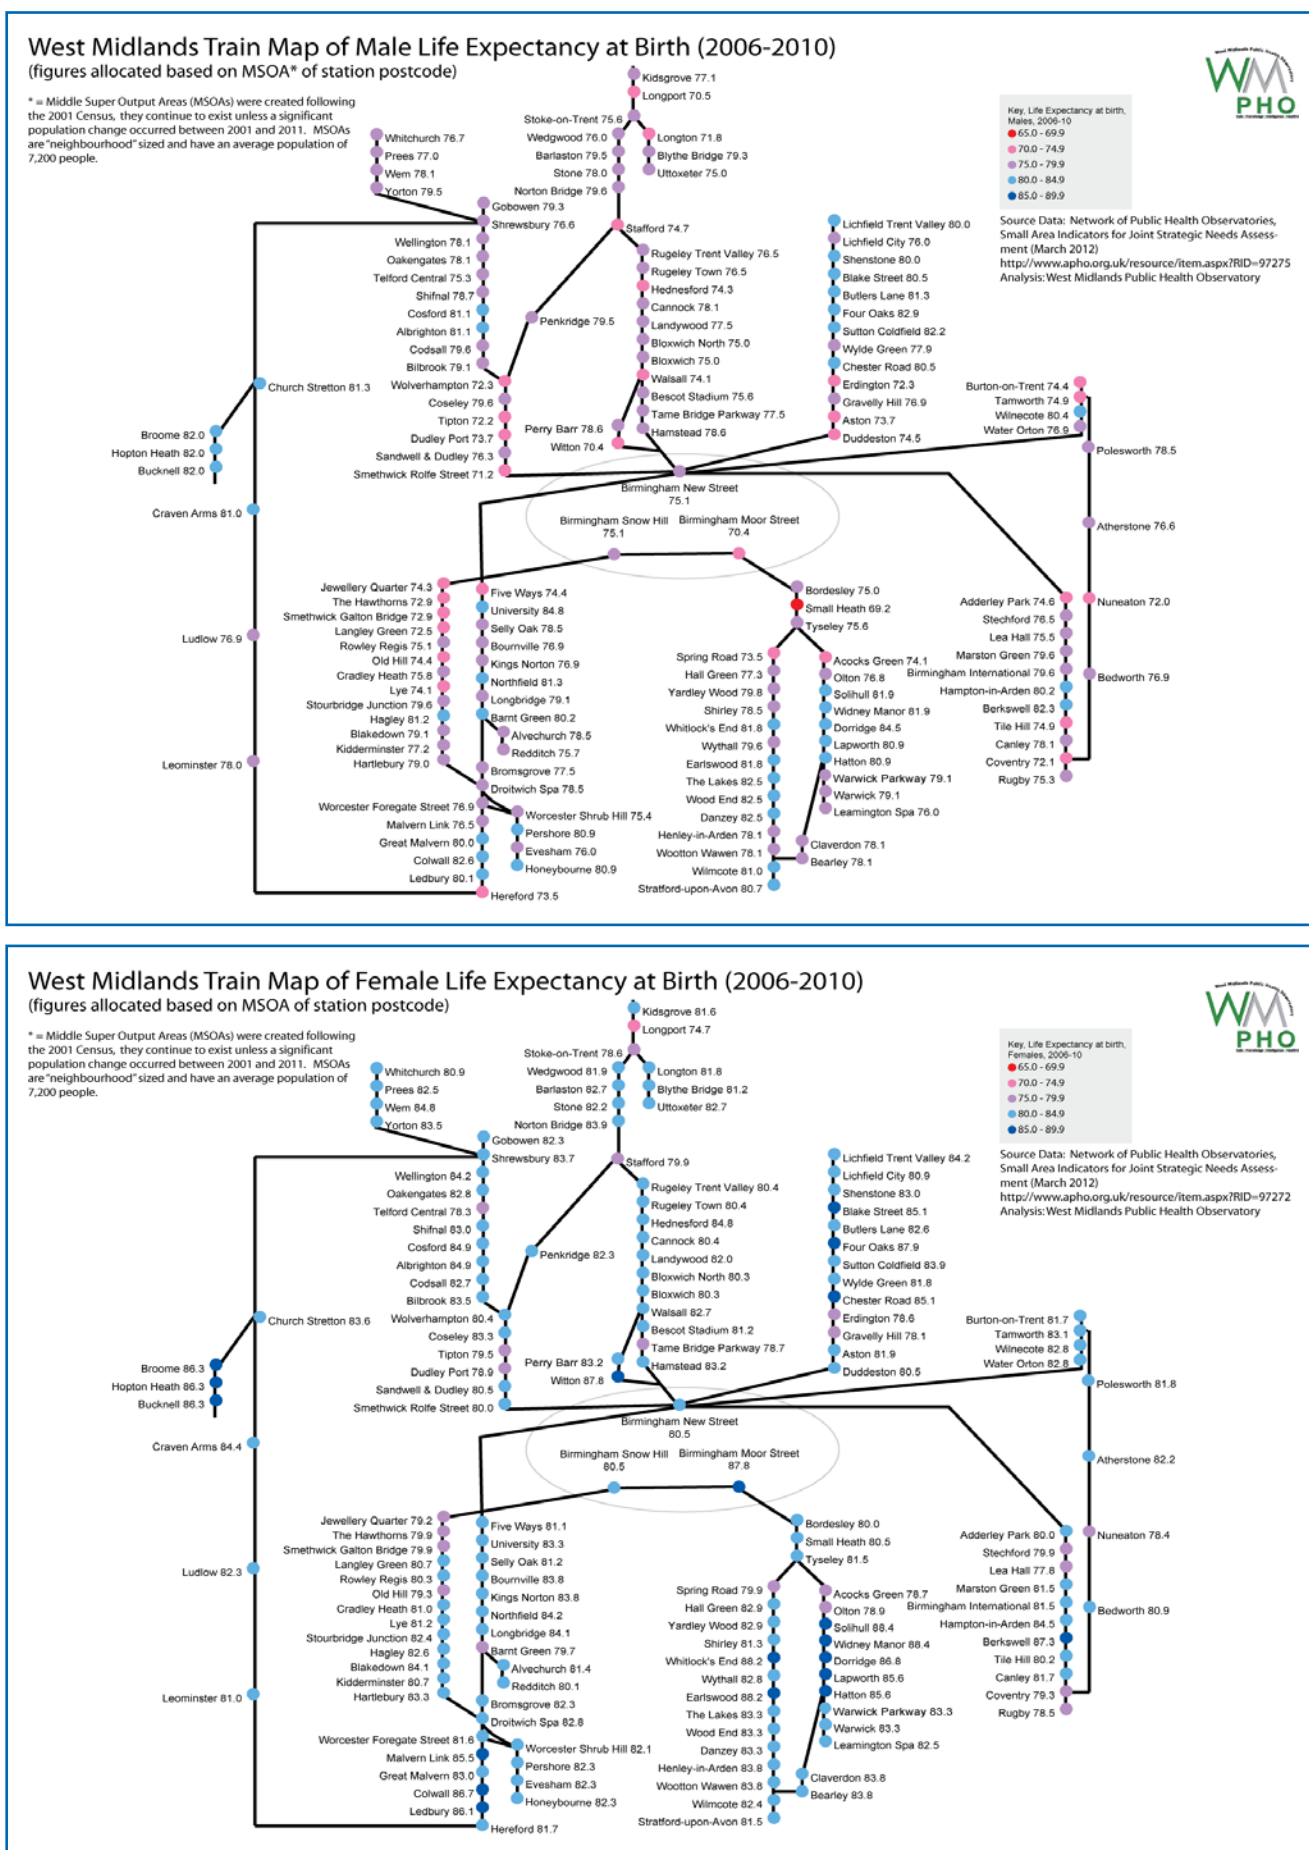 West Midlands Train Map of Male Life Expectancy at Birth (2006-2010)
(figures allocated based on MSOA* of station postcode)
* = Middle Super Output Areas (MSOAs) were created following
the 2001 Census, they continue to exist unless a significant
population change occurred between 2001 and 2011. MSOAs
are "neighbourhood" sized and have an average population of
7,200 people.
WM
PHO
Key, Life Expectancy at birth,
Males, 2006-10
65.0 - 69.9
70.0 - 74.9
75.0 - 79.9
80.0 - 84.9
85.0 - 89.9
Source Data: Network of Public Health Observatories,
Small Area Indicators for Joint Strategic Needs Assess-
ment (March 2012)
http://www.apho.org.uk/resource/item.aspx?RID=97275
Analysis: West Midlands Public Health Observatory
Kidsgrove 77.1
Longport 70.5
Stoke-on-Trent 75.6
Wedgwood 76.0
Barlaston 79.5
Stone 78.0
Norton Bridge 79.6
Longton 71.8
Blythe Bridge 79.3
Uttoxeter 75.0
Whitchurch 76.7
Prees 77.0
Wem 78.1
Yorton 79.5
Gobowen 79.3
Shrewsbury 76.6
Wellington 78.1
Oakengates 78.1
Telford Central 75.3
Shifnal 78.7
Cosford 81.1
Albrighton 81.1
Codsall 79.6
Bilbrook 79.1
Wolverhampton 72.3
Coseley 79.6
Tipton 72.2
Dudley Port 73.7
Sandwell & Dudley 76.3
Smethwick Rolfe Street 71.2
Stafford 74.7
Penkridge 79.5
Rugeley Trent Valley 76.5
Rugeley Town 76.5
Hednesford 74.3
Cannock 78.1
Landywood 77.5
Bloxwich North 75.0
Bloxwich 75.0
Walsall 74.1
Bescot Stadium 75.6
Tame Bridge Parkway 77.5
Hamstead 78.6
Perry Barr 78.6
Witton 70.4
Lichfield Trent Valley 80.0
Lichfield City 76.0
Shenstone 80.0
Blake Street 80.5
Butlers Lane 81.3
Four Oaks 82.9
Sutton Coldfield 82.2
Wylde Green 77.9
Chester Road 80.5
Erdington 72.3
Gravelly Hill 76.9
Aston 73.7
Duddeston 74.5
Burton-on-Trent 74.4
Tamworth 74.9
Wilnecote 80.4
Water Orton 76.9
Polesworth 78.5
Atherstone 76.6
Nuneaton 72.0
Bedworth 76.9
Church Stretton 81.3
Broome 82.0
Hopton Heath 82.0
Bucknell 82.0
Craven Arms 81.0
Ludlow 76.9
Leominster 78.0
Birmingham New Street
75.1
Birmingham Snow Hill
75.1
Birmingham Moor Street
70.4
Jewellery Quarter 74.3
The Hawthorns 72.9
Smethwick Galton Bridge 72.9
Langley Green 72.5
Rowley Regis 75.1
Old Hill 74.4
Cradley Heath 75.8
Lye 74.1
Stourbridge Junction 79.6
Hagley 81.2
Blakedown 79.1
Kidderminster 77.2
Hartlebury 79.0
Five Ways 74.4
University 84.8
Selly Oak 78.5
Bournville 76.9
Kings Norton 76.9
Northfield 81.3
Longbridge 79.1
Barnt Green 80.2
Alvechurch 78.5
Redditch 75.7
Bromsgrove 77.5
Droitwich Spa 78.5
Worcester Foregate Street 76.9
Malvern Link 76.5
Great Malvern 80.0
Colwall 82.6
Ledbury 80.1
Hereford 73.5
Worcester Shrub Hill 75.4
Pershore 80.9
Evesham 76.0
Honeybourne 80.9
Bordesley 75.0
Small Heath 69.2
Tyseley 75.6
Spring Road 73.5
Hall Green 77.3
Yardley Wood 79.8
Shirley 78.5
Whitlock's End 81.8
Wythall 79.6
Earlswood 81.8
The Lakes 82.5
Wood End 82.5
Danzey 82.5
Henley-in-Arden 78.1
Wootton Wawen 78.1
Wilmcote 81.0
Stratford-upon-Avon 80.7
Acocks Green 74.1
Olton 76.8
Solihull 81.9
Widney Manor 81.9
Dorridge 84.5
Lapworth 80.9
Hatton 80.9
Warwick Parkway 79.1
Warwick 79.1
Leamington Spa 76.0
Claverdon 78.1
Bearley 78.1
Adderley Park 74.6
Stechford 76.5
Lea Hall 75.5
Marston Green 79.6
Birmingham International 79.6
Hampton-in-Arden 80.2
Berkswell 82.3
Tile Hill 74.9
Canley 78.1
Coventry 72.1
Rugby 75.3
West Midlands Train Map of Female Life Expectancy at Birth (2006-2010)
(figures allocated based on MSOA of station postcode)
* = Middle Super Output Areas (MSOAs) were created following
the 2001 Census, they continue to exist unless a significant
population change occurred between 2001 and 2011. MSOAs
are "neighbourhood" sized and have an average population of
7,200 people.
WM
PHO
Key, Life Expectancy at birth,
Females, 2006-10
65.0 - 69.9
70.0 - 74.9
75.0 - 79.9
80.0 - 84.9
85.0 - 89.9
Source Data: Network of Public Health Observatories,
Small Area Indicators for Joint Strategic Needs Assess-
ment (March 2012)
http://www.apho.org.uk/resource/item.aspx?RID=97272
Analysis: West Midlands Public Health Observatory
Kidsgrove 81.6
Longport 74.7
Stoke-on-Trent 78.6
Wedgwood 81.9
Barlaston 82.7
Stone 82.2
Norton Bridge 83.9
Longton 81.8
Blythe Bridge 81.2
Uttoxeter 82.7
Whitchurch 80.9
Prees 82.5
Wem 84.8
Yorton 83.5
Gobowen 82.3
Shrewsbury 83.7
Wellington 84.2
Oakengates 82.8
Telford Central 78.3
Shifnal 83.0
Cosford 84.9
Albrighton 84.9
Codsall 82.7
Bilbrook 83.5
Wolverhampton 80.4
Coseley 83.3
Tipton 79.5
Dudley Port 78.9
Sandwell & Dudley 80.5
Smethwick Rolfe Street 80.0
Stafford 79.9
Penkridge 82.3
Rugeley Trent Valley 80.4
Rugeley Town 80.4
Hednesford 84.8
Cannock 80.4
Landywood 82.0
Bloxwich North 80.3
Bloxwich 80.3
Walsall 82.7
Bescot Stadium 81.2
Tame Bridge Parkway 78.7
Hamstead 83.2
Perry Barr 83.2
Witton 87.8
Lichfield Trent Valley 84.2
Lichfield City 80.9
Shenstone 83.0
Blake Street 85.1
Butlers Lane 82.6
Four Oaks 87.9
Sutton Coldfield 83.9
Wylde Green 81.8
Chester Road 85.1
Erdington 78.6
Gravelly Hill 78.1
Aston 81.9
Duddeston 80.5
Burton-on-Trent 81.7
Tamworth 83.1
Wilnecote 82.8
Water Orton 82.8
Polesworth 81.8
Atherstone 82.2
Nuneaton 78.4
Bedworth 80.9
Church Stretton 83.6
Broome 86.3
Hopton Heath 86.3
Bucknell 86.3
Craven Arms 84.4
Ludlow 82.3
Leominster 81.0
Birmingham New Street
80.5
Birmingham Snow Hill
80.5
Birmingham Moor Street
87.8
Jewellery Quarter 79.2
The Hawthorns 79.9
Smethwick Galton Bridge 79.9
Langley Green 80.7
Rowley Regis 80.3
Old Hill 79.3
Cradley Heath 81.0
Lye 81.2
Stourbridge Junction 82.4
Hagley 82.6
Blakedown 84.1
Kidderminster 80.7
Hartlebury 83.3
Five Ways 81.1
University 83.3
Selly Oak 81.2
Bournville 83.8
Kings Norton 83.8
Northfield 84.2
Longbridge 84.1
Barnt Green 79.7
Alvechurch 81.4
Redditch 80.1
Bromsgrove 82.3
Droitwich Spa 82.8
Worcester Foregate Street 81.6
Malvern Link 85.5
Great Malvern 83.0
Colwall 86.7
Ledbury 86.1
Hereford 81.7
Worcester Shrub Hill 82.1
Pershore 82.3
Evesham 82.3
Honeybourne 82.3
Bordesley 80.0
Small Heath 80.5
Tyseley 81.5
Spring Road 79.9
Hall Green 82.9
Yardley Wood 82.9
Shirley 81.3
Whitlock's End 88.2
Wythall 82.8
Earlswood 88.2
The Lakes 83.3
Wood End 83.3
Danzey 83.3
Henley-in-Arden 83.8
Wootton Wawen 83.8
Wilmcote 82.4
Stratford-upon-Avon 81.5
Acocks Green 78.7
Olton 78.9
Solihull 88.4
Widney Manor 88.4
Dorridge 86.8
Lapworth 85.6
Hatton 85.6
Warwick Parkway 83.3
Warwick 83.3
Leamington Spa 82.5
Claverdon 83.8
Bearley 83.8
Adderley Park 80.0
Stechford 79.9
Lea Hall 77.8
Marston Green 81.5
Birmingham International 81.5
Hampton-in-Arden 84.5
Berkswell 87.3
Tile Hill 80.2
Canley 81.7
Coventry 79.3
Rugby 78.5